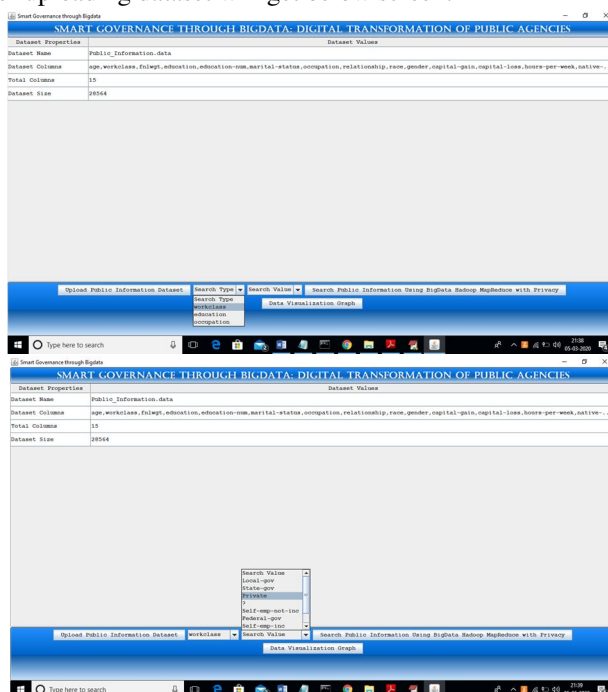 uploading dataset will get below screen
Smart Governance through Bigdata
SMART GOVERNANCE THROUGH BIGDATA: DIGITAL TRANSFORMATION OF PUBLIC AGENCIES
Dataset Properties Dataset Values
Dataset Name Public_Information.data
Dataset Columns age,workclass,fnlwgt,education,education-num,marital-status,occupation,relationship,race,gender,capital-gain,capital-loss,hours-per-week,native-..
Total Columns 15
Dataset Size 28564
Upload Public Information Dataset Search Type Search Value Search Public Information Using BigData Hadoop MapReduce with Privacy
Search Type
workclass
education
occupation
Data Visualization Graph
Type here to search 21:38
05-03-2020
Smart Governance through Bigdata
SMART GOVERNANCE THROUGH BIGDATA: DIGITAL TRANSFORMATION OF PUBLIC AGENCIES
Dataset Properties Dataset Values
Dataset Name Public_Information.data
Dataset Columns age,workclass,fnlwgt,education,education-num,marital-status,occupation,relationship,race,gender,capital-gain,capital-loss,hours-per-week,native-..
Total Columns 15
Dataset Size 28564
Search Value
Local-gov
State-gov
Private
?
Self-emp-not-inc
Federal-gov
Self-emp-inc
Upload Public Information Dataset workclass Search Value Search Public Information Using BigData Hadoop MapReduce with Privacy
Data Visualization Graph
Type here to search 21:39